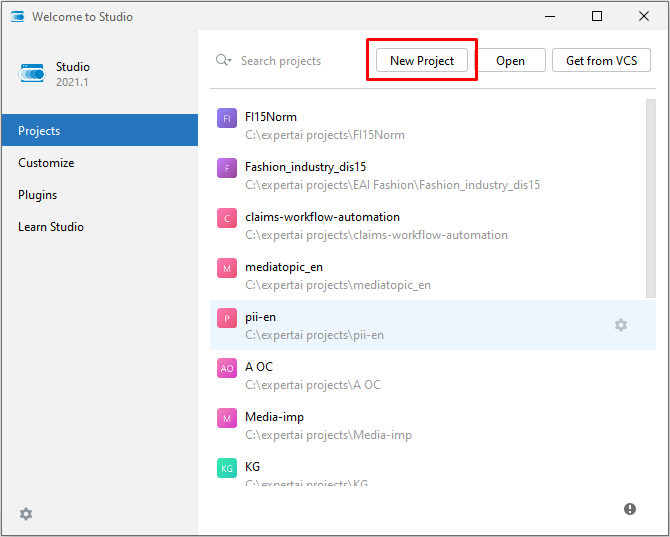 Welcome to Studio
Studio
2021.1
Projects
Customize
Plugins
Learn Studio
Search projects
New Project
Open
Get from VCS
FI
FI15Norm
C:\expertai projects\FI15Norm
F
Fashion_industry_dis15
C:\expertai projects\EAI Fashion\Fashion_industry_dis15
C
claims-workflow-automation
C:\expertai projects\claims-workflow-automation
M
mediatopic_en
C:\expertai projects\mediatopic_en
P
pii-en
C:\expertai projects\pii-en
AO
A OC
C:\expertai projects\A OC
M
Media-imp
C:\expertai projects\Media-imp
KG
KG
C:\expertai projects\KG